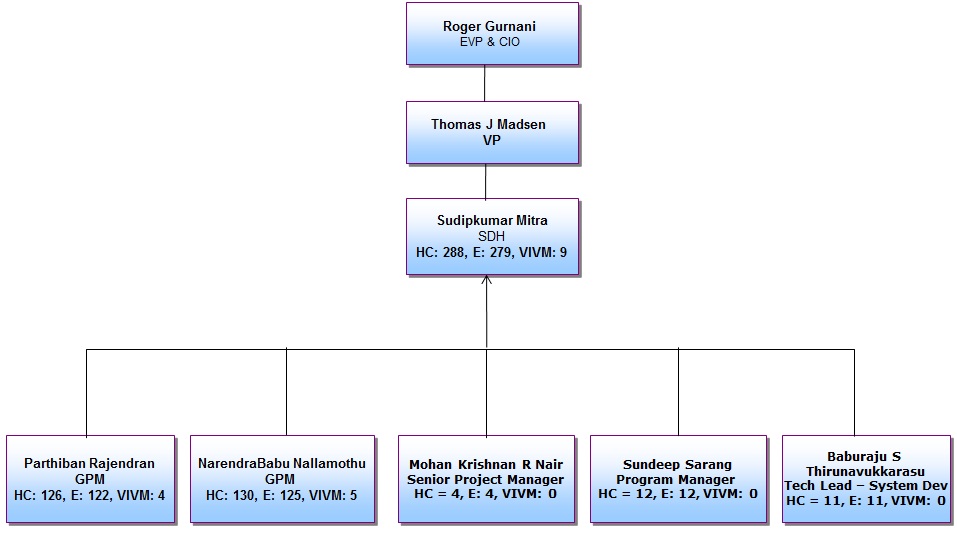 Roger Gurnani
EVP & CIO
Thomas J Madsen
VP
Sudipkumar Mitra
SDH
HC: 288, E: 279, VIVM: 9
Parthiban Rajendran
GPM
HC: 126, E: 122, VIVM: 4
NarendraBabu Nallamothu
GPM
HC: 130, E: 125, VIVM: 5
Mohan Krishnan R Nair
Senior Project Manager
HC = 4, E: 4, VIVM: 0
Sundeep Sarang
Program Manager
HC = 12, E: 12, VIVM: 0
Baburaju S
Thirunavukkarasu
Tech Lead – System Dev
HC = 11, E: 11, VIVM: 0